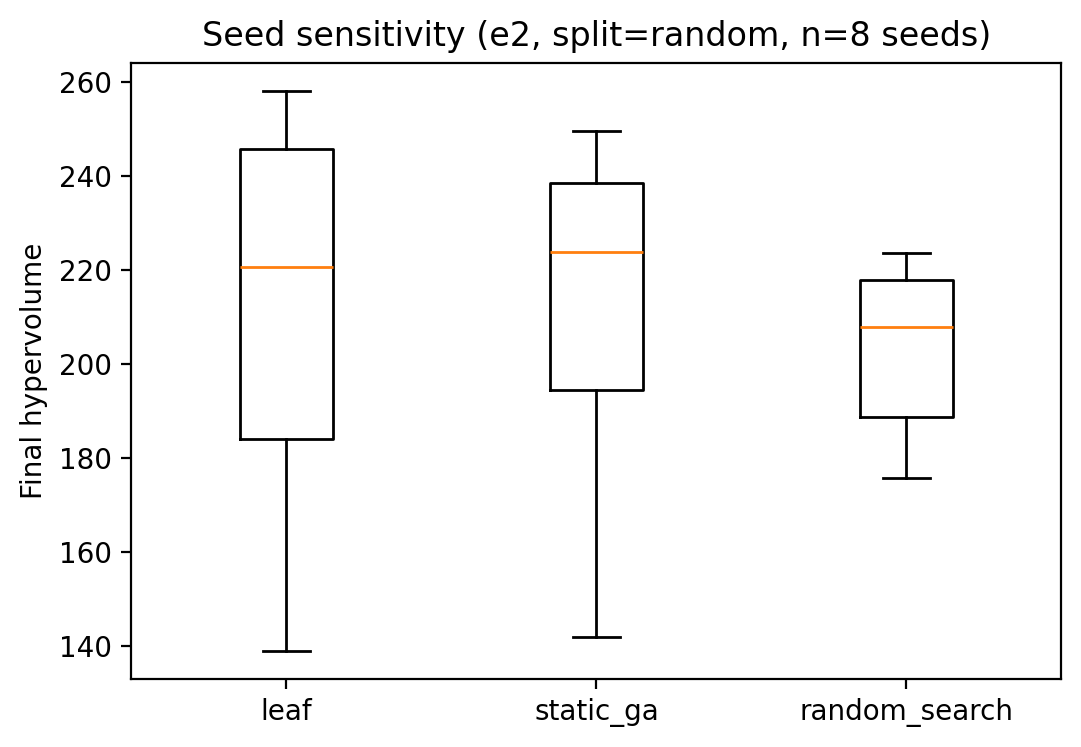 Seed sensitivity (e2, split=random, n=8 seeds)
Final hypervolume
260
240
220
200
180
160
140
leaf
static_ga
random_search